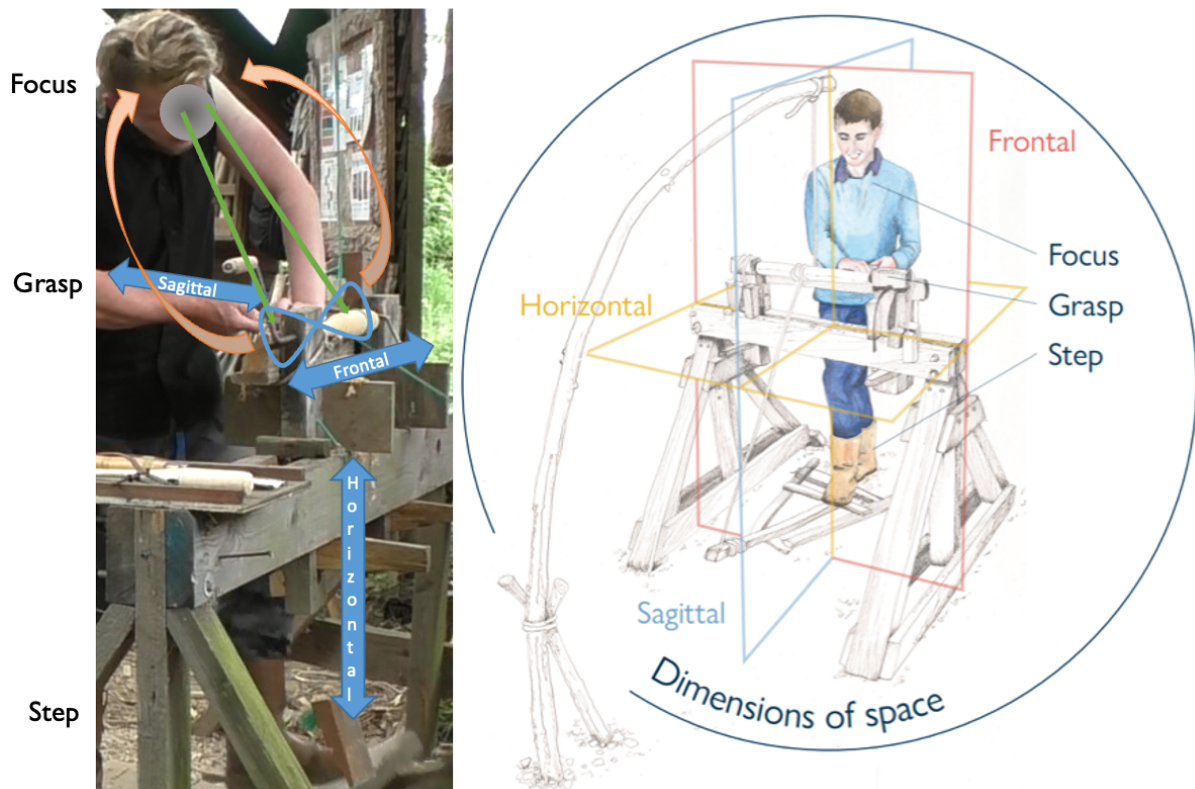 Focus
Grasp
Step
Sagittal
Frontal
Horizontal
Frontal
Horizontal
Sagittal
Focus
Grasp
Step
Dimensions of space